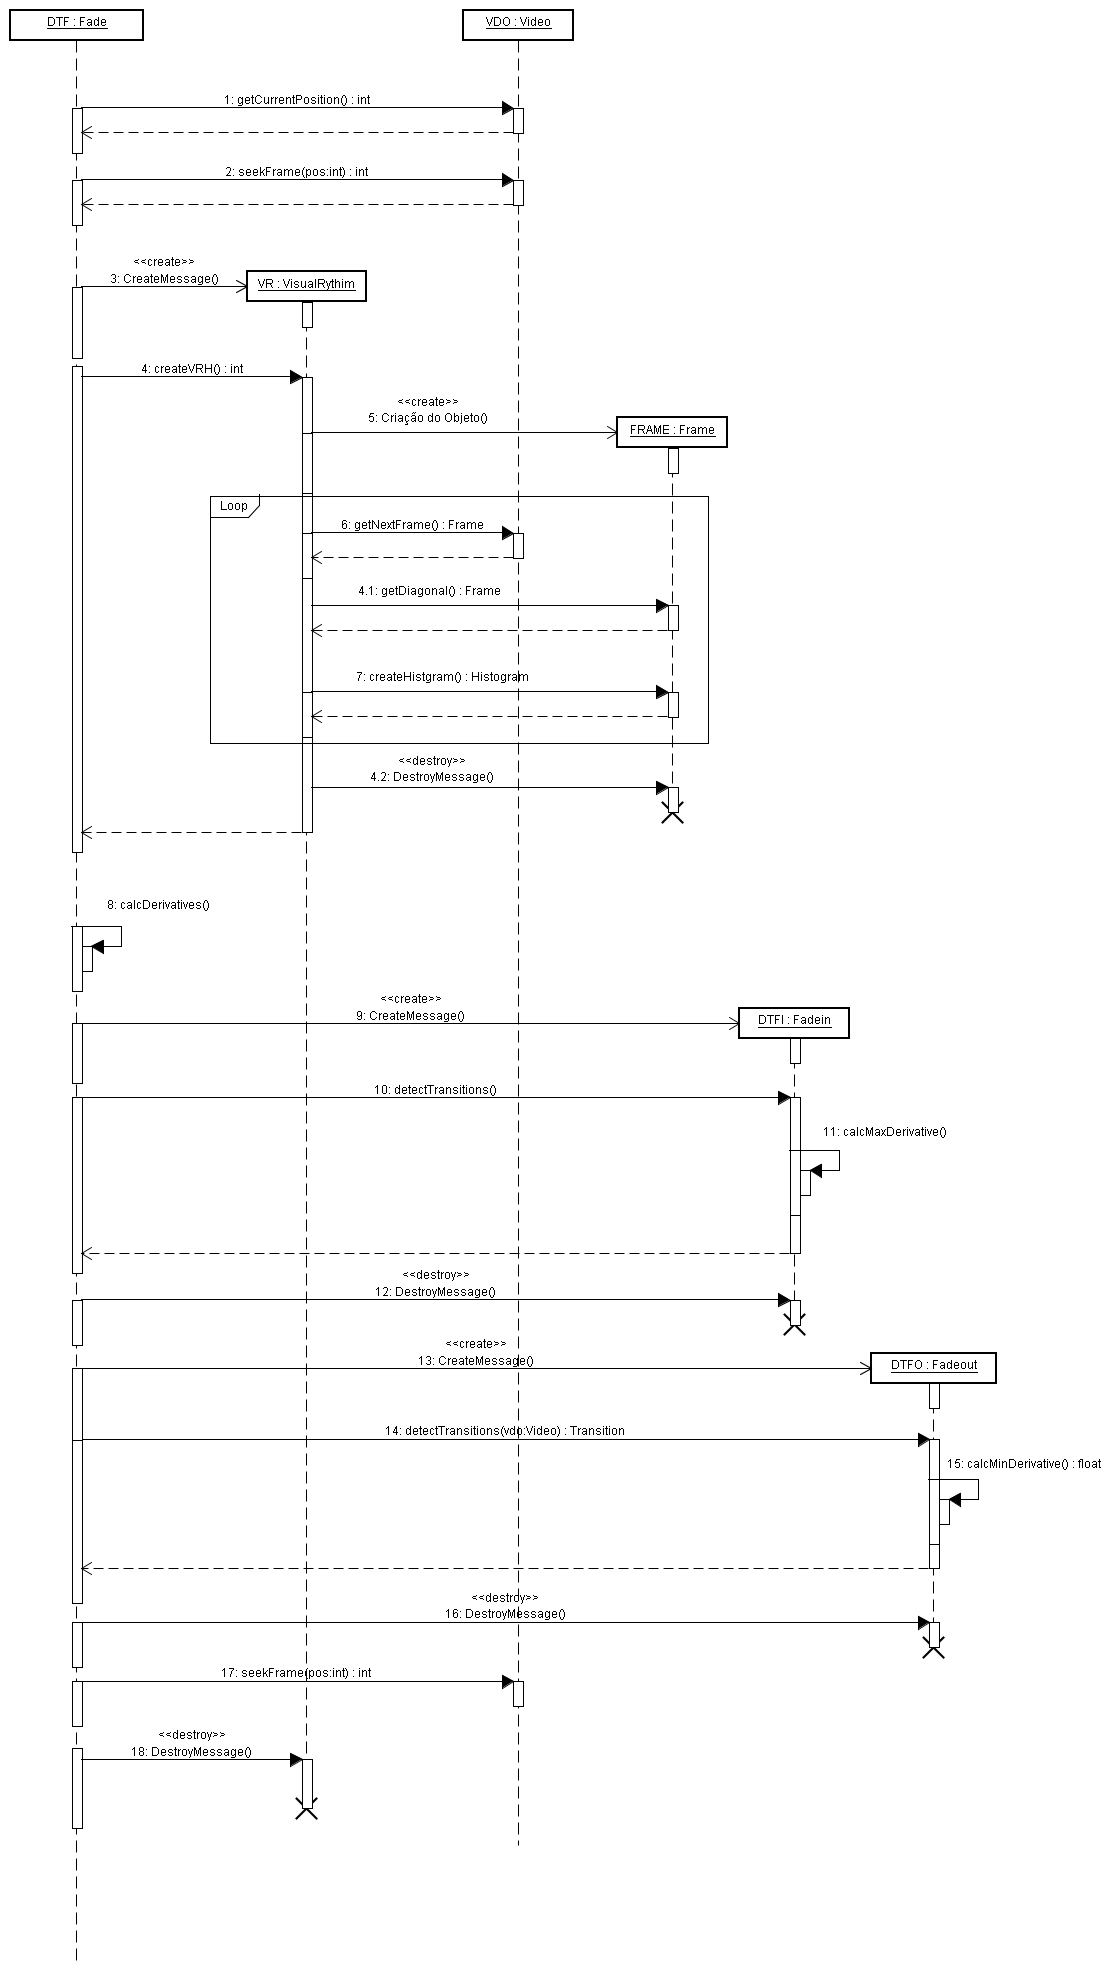 DTF : Fade
VDO : Video
1: getCurrentPosition() : int
2: seekFrame(pos:int) : int
<<create>>
3: CreateMessage()
VR : VisualRythim
4: createVRH() : int
<<create>>
5: Criação do Objeto()
FRAME : Frame
Loop
6: getNextFrame() : Frame
4.1: getDiagonal() : Frame
7: createHistgram() : Histogram
<<destroy>>
4.2: DestroyMessage()
8: calcDerivatives()
<<create>>
9: CreateMessage()
DTFI : Fadein
10: detectTransitions()
11: calcMaxDerivative()
<<destroy>>
12: DestroyMessage()
<<create>>
13: CreateMessage()
DTFO : Fadeout
14: detectTransitions(vdo:Video) : Transition
15: calcMinDerivative() : float
<<destroy>>
16: DestroyMessage()
17: seekFrame(pos:int) : int
<<destroy>>
18: DestroyMessage()